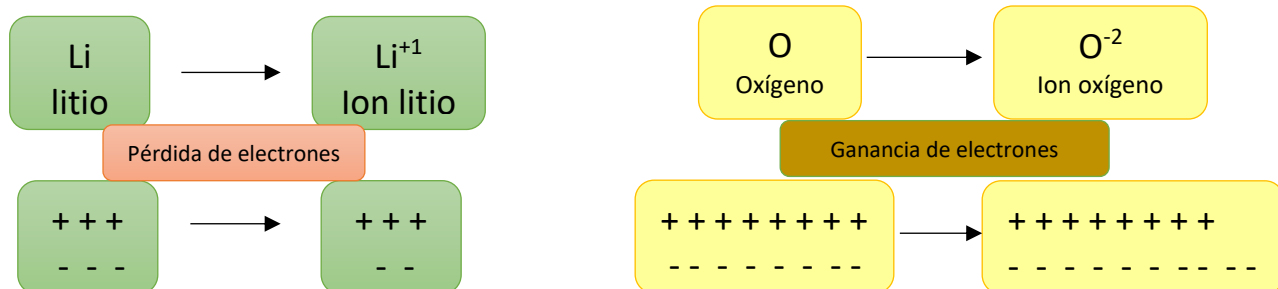 Li
litio
Li+1
Ion litio
Pérdida de electrones
+ + +
- - -
+ + +
- -
O
Oxígeno
O-2
Ion oxígeno
Ganancia de electrones
+ + + + + + + +
- - - - - - - -
+ + + + + + + +
- - - - - - - - - -